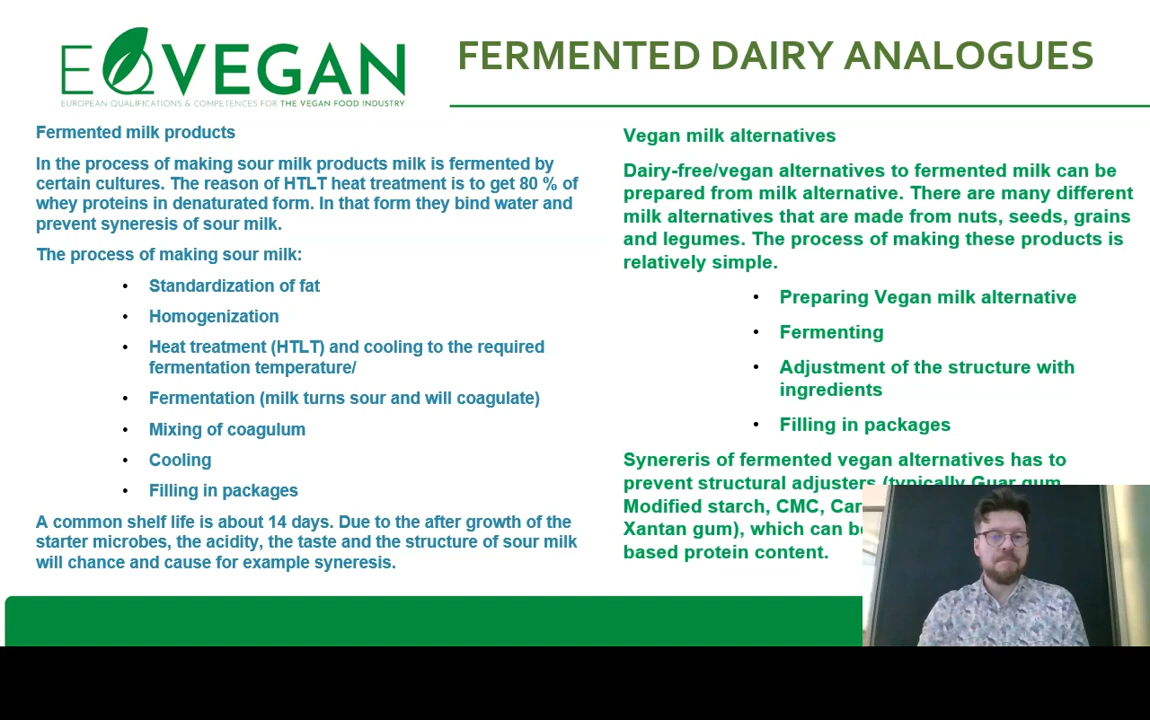 EQVEGAN
EUROPEAN QUALIFICATIONS & COMPETENCES FOR THE VEGAN FOOD INDUSTRY
FERMENTED DAIRY ANALOGUES
Fermented milk products
In the process of making sour milk products milk is fermented by
certain cultures. The reason of HTLT heat treatment is to get 80 % of
whey proteins in denaturated form. In that form they bind water and
prevent syneresis of sour milk.
The process of making sour milk:
• Standardization of fat
• Homogenization
• Heat treatment (HTLT) and cooling to the required
fermentation temperature/
• Fermentation (milk turns sour and will coagulate)
• Mixing of coagulum
• Cooling
• Filling in packages
A common shelf life is about 14 days. Due to the after growth of the
starter microbes, the acidity, the taste and the structure of sour milk
will chance and cause for example syneresis.
Vegan milk alternatives
Dairy-free/vegan alternatives to fermented milk can be
prepared from milk alternative. There are many different
milk alternatives that are made from nuts, seeds, grains
and legumes. The process of making these products is
relatively simple.
• Preparing Vegan milk alternative
• Fermenting
• Adjustment of the structure with
ingredients
• Filling in packages
Synereris of fermented vegan alternatives has to
prevent structural adjusters (typically Guar gum
Modified starch, CMC,
Xantan gum), which can
based protein content.